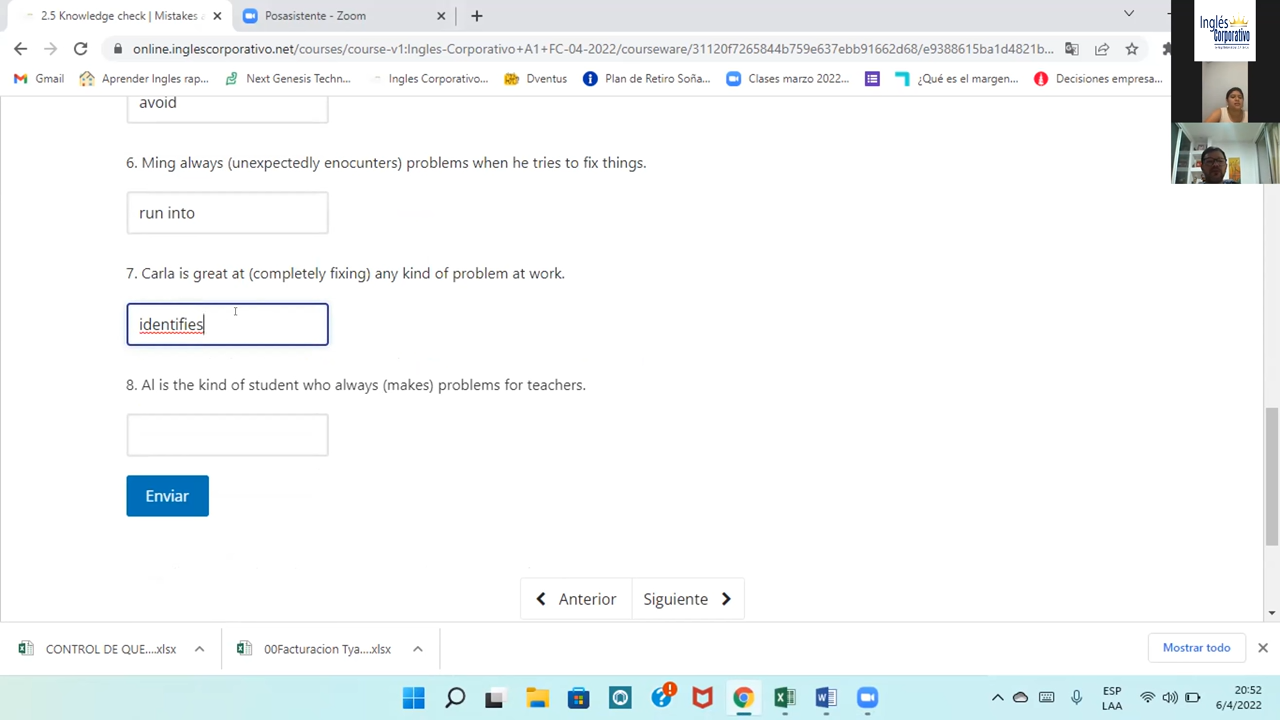 2.5 Knowledge check | Mistakes
Posasistente - Zoom
online.inglescorporativo.net/courses/course-v1:Ingles-Corporativo+A1+FC-04-2022/courseware/31120f7265844b759e637ebb91662d68/e9388615ba1d4821b...
Gmail Aprender Ingles rap... Next Genesis Techn... Ingles Corporativo... Dventus Plan de Retiro Soña... Clases marzo 2022... ¿Qué es el margen... Decisiones empresa...
Inglés
Corporativo
avoid
6. Ming always (unexpectedly enocunters) problems when he tries to fix things.
run into
7. Carla is great at (completely fixing) any kind of problem at work.
identifies
8. Al is the kind of student who always (makes) problems for teachers.
Enviar
Anterior Siguiente
CONTROL DE QUE....xlsx 00Facturacion Tya....xlsx Mostrar todo
ESP
LAA
20:52
6/4/2022